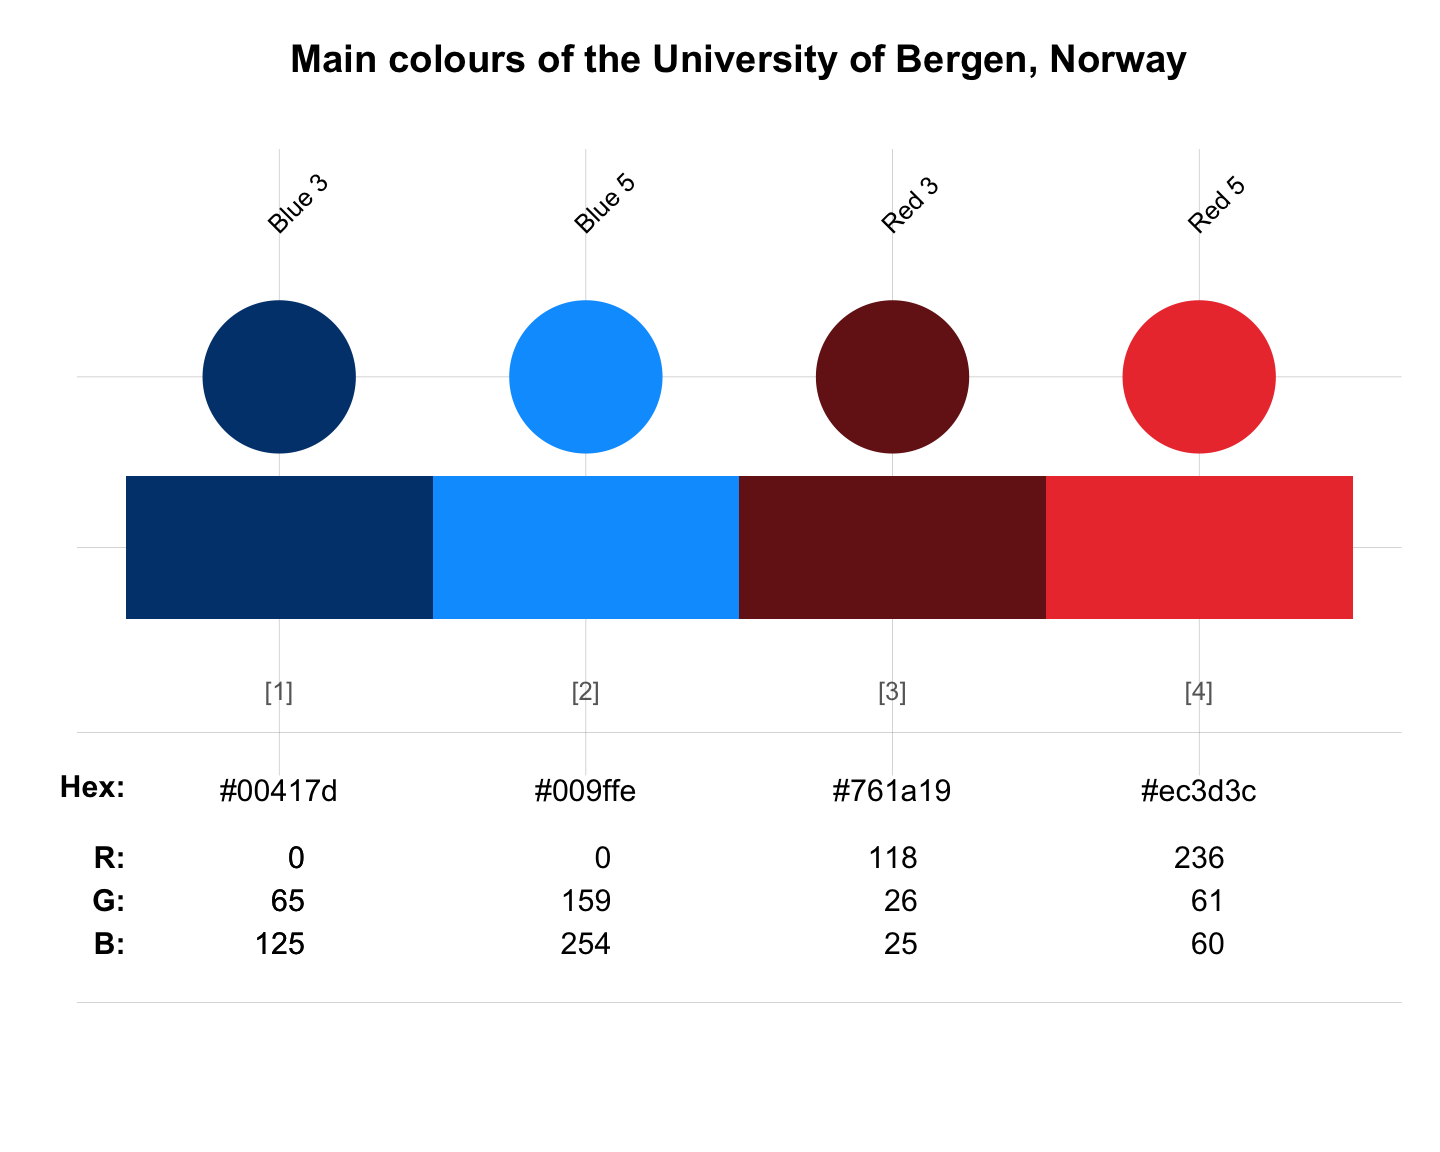 Main colours of the University of Bergen, Norway
Blue 3 Blue 5 Red 3 Red 5
[1] [2] [3] [4]
Hex: #00417d #009ffe #761a19 #ec3d3c
R: 0 0 118 236
G: 65 159 26 61
B: 125 254 25 60